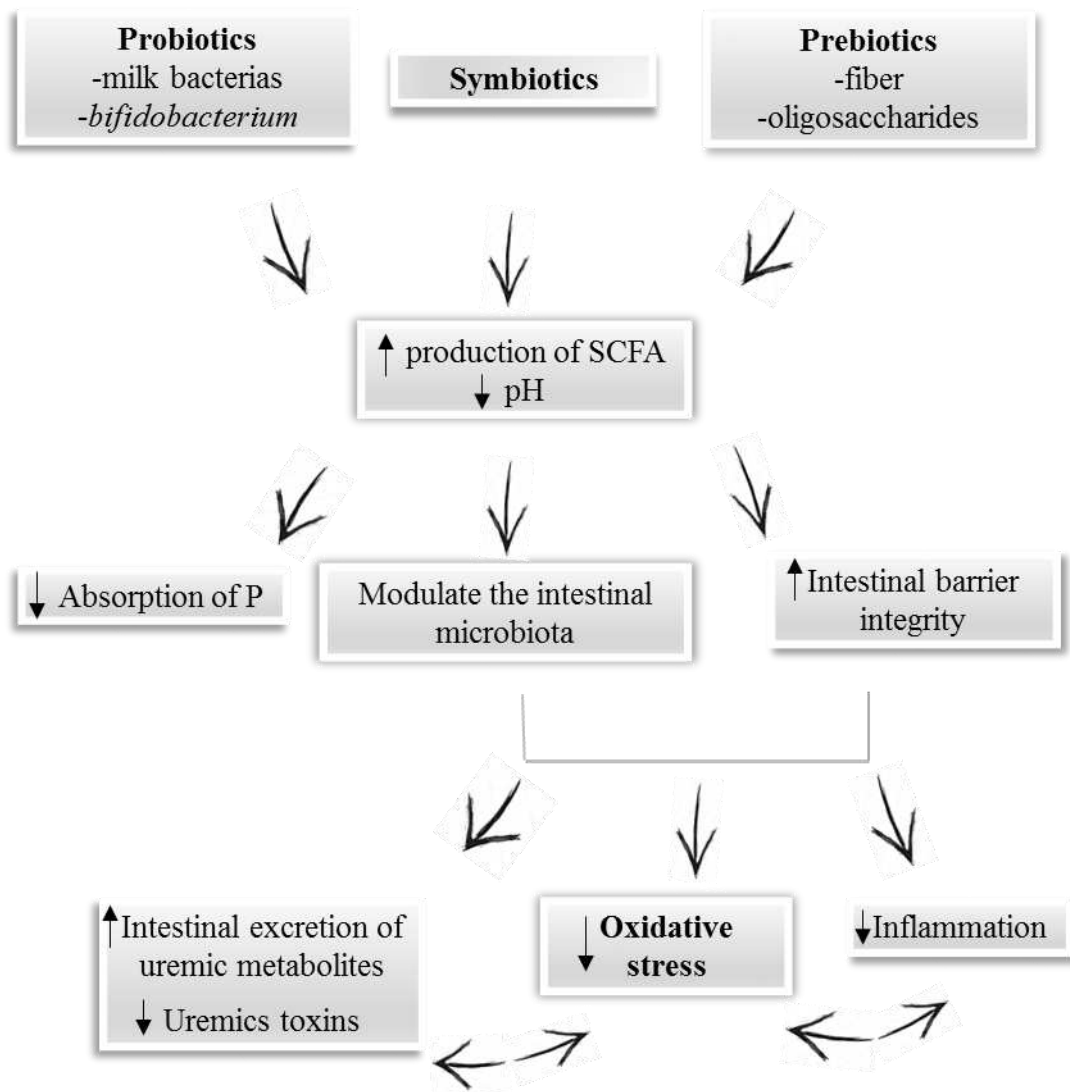 Probiotics
-milk bacterias
-bifidobacterium
Symbiotics
Prebiotics
-fiber
-oligosaccharides
↑ production of SCFA
↓ pH
↓ Absorption of P
Modulate the intestinal
microbiota
↑ Intestinal barrier
integrity
↑ Intestinal excretion of
uremic metabolites
↓ Uremics toxins
↓ Oxidative
stress
↓ Inflammation